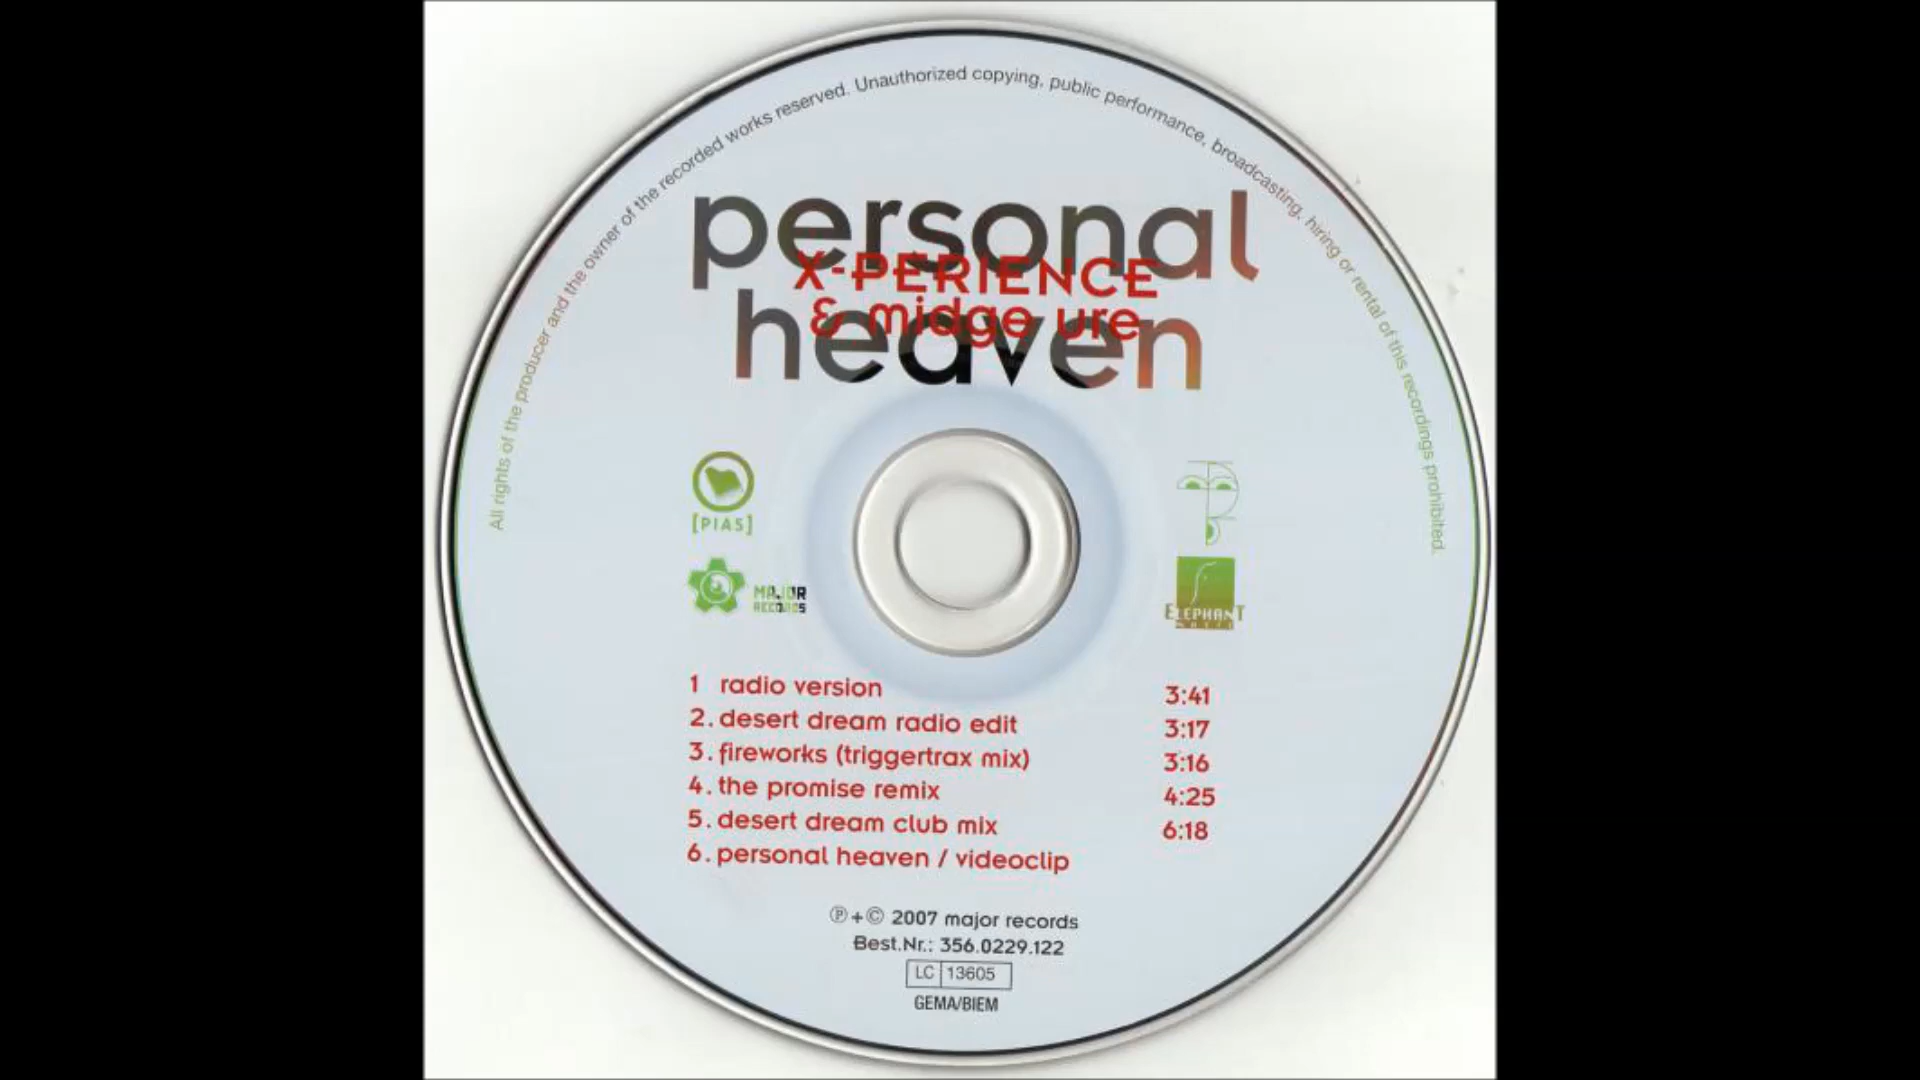 All rights of the producer and the owner of the recorded works reserved. Unauthorized copying, public performance, broadcasting, hiring or rental of this recordings prohibited.
personal
X-PERIENCE
& midge ure
heaven
[PIAS]
MAJOR
RECORDS
ELEPHANT
MUSIC
1 radio version 3:41
2. desert dream radio edit 3:17
3. fireworks (triggertrax mix) 3:16
4. the promise remix 4:25
5. desert dream club mix 6:18
6. personal heaven / videoclip
℗ + © 2007 major records
Best.Nr.: 356.0229.122
LC 13605
GEMA/BIEM